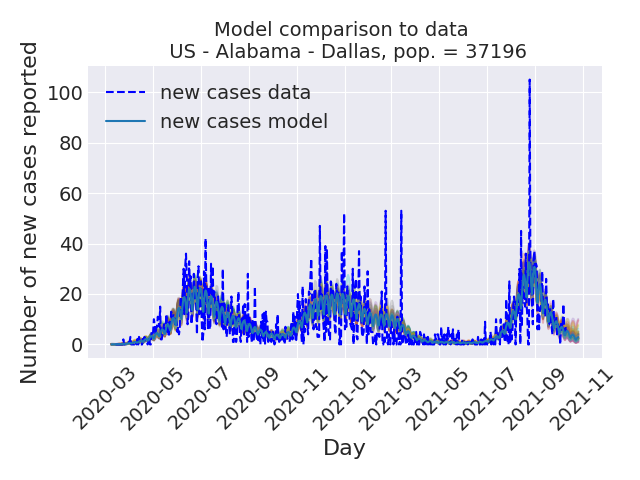 Model comparison to data
US - Alabama - Dallas, pop. = 37196
Number of new cases reported
100
80
60
40
20
0
new cases data
new cases model
2020-03
2020-05
2020-07
2020-09
2020-11
2021-01
2021-03
2021-05
2021-07
2021-09
2021-11
Day